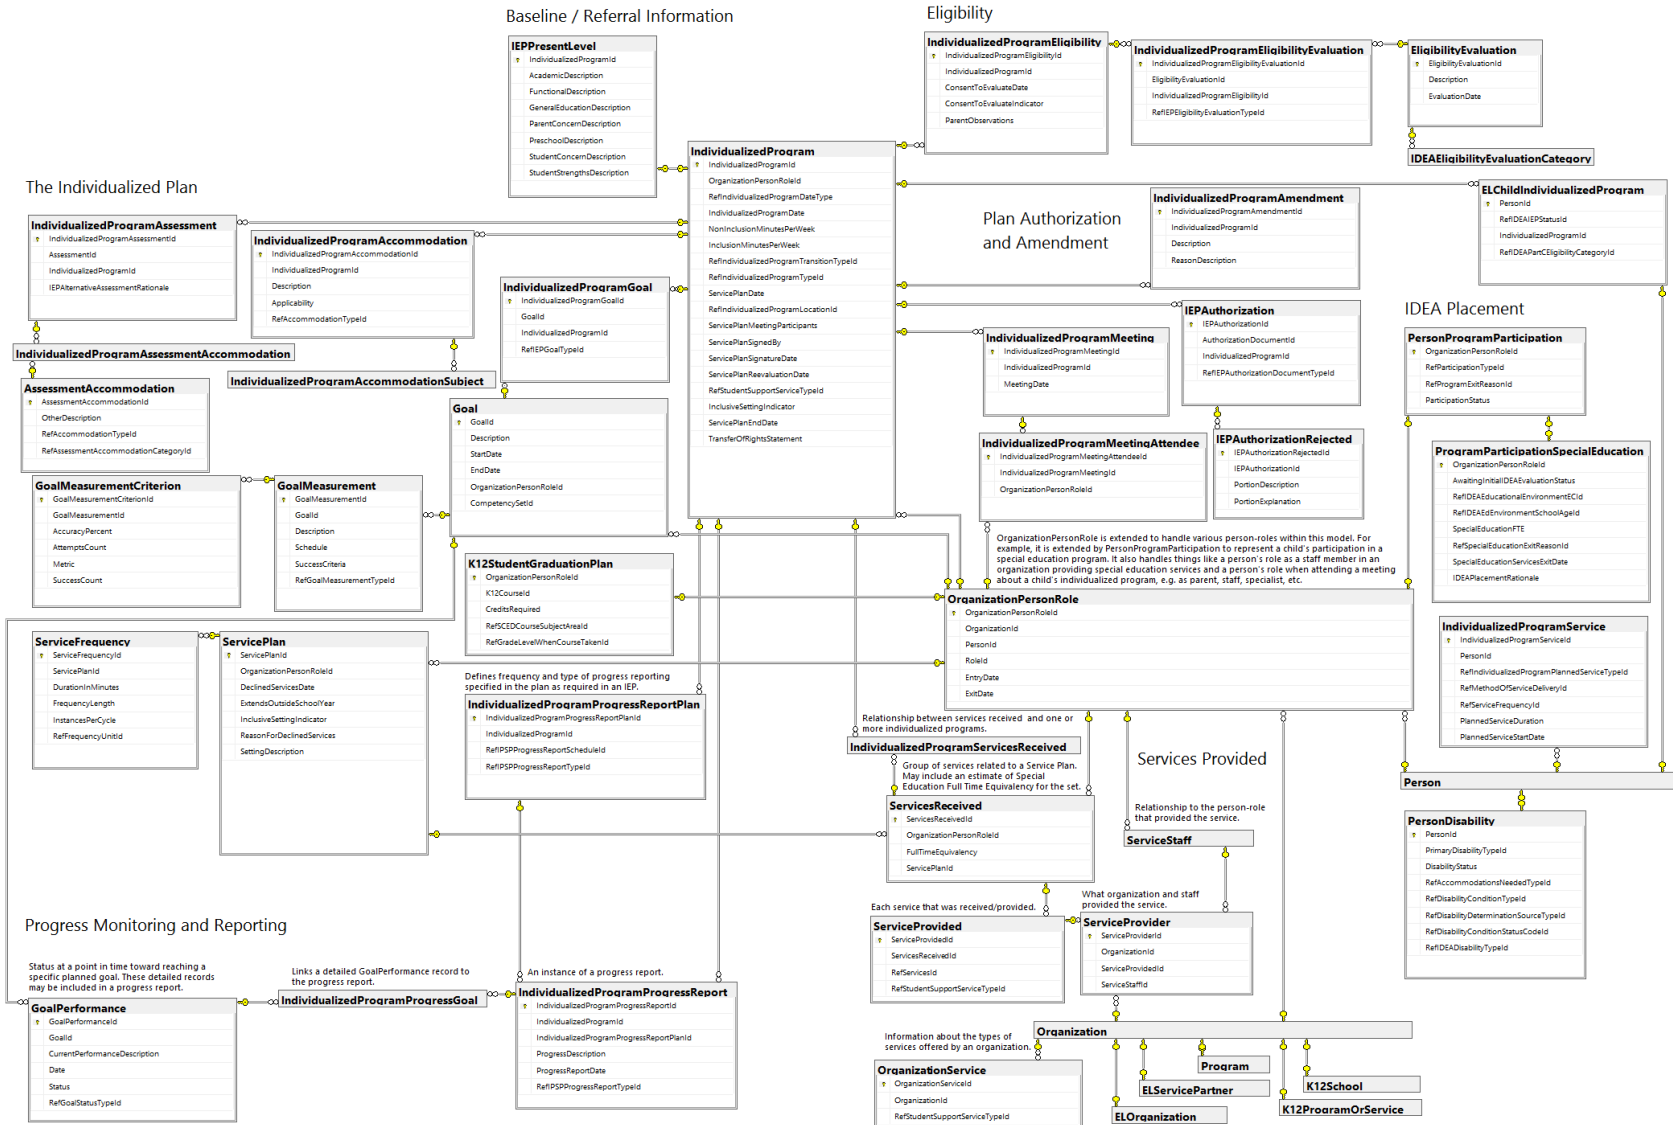 Baseline / Referral Information
IEPPresentLevel
IndividualizedProgramId
AcademicDescription
FunctionalDescription
GeneralEducationDescription
ParentConcernDescription
PreschoolDescription
StudentConcernDescription
StudentStrengthsDescription
Eligibility
IndividualizedProgramEligibility
IndividualizedProgramEligibilityId
IndividualizedProgramId
ConsentToEvaluateDate
ConsentToEvaluateIndicator
ParentObservations
IndividualizedProgramEligibilityEvaluation
IndividualizedProgramEligibilityEvaluationId
EligibilityEvaluationId
IndividualizedProgramEligibilityId
RefIEPEligibilityEvaluationTypeId
EligibilityEvaluation
EligibilityEvaluationId
Description
EvaluationDate
IDEAEligibilityEvaluationCategory
IndividualizedProgram
IndividualizedProgramId
OrganizationPersonRoleId
RefIndividualizedProgramDateType
IndividualizedProgramDate
NonInclusionMinutesPerWeek
InclusionMinutesPerWeek
RefIndividualizedProgramTransitionTypeId
RefIndividualizedProgramTypeId
ServicePlanDate
RefIndividualizedProgramLocationId
ServicePlanMeetingParticipants
ServicePlanSignedBy
ServicePlanSignatureDate
ServicePlanReevaluationDate
RefStudentSupportServiceTypeId
InclusiveSettingIndicator
ServicePlanEndDate
TransferOfRightsStatement
The Individualized Plan
IndividualizedProgramAssessment
IndividualizedProgramAssessmentId
AssessmentId
IndividualizedProgramId
IEPAlternativeAssessmentRationale
IndividualizedProgramAccommodation
IndividualizedProgramAccommodationId
IndividualizedProgramId
Description
Applicability
RefAccommodationTypeId
IndividualizedProgramGoal
IndividualizedProgramGoalId
GoalId
IndividualizedProgramId
RefIEPGoalTypeId
IndividualizedProgramAssessmentAccommodation
IndividualizedProgramAccommodationSubject
AssessmentAccommodation
AssessmentAccommodationId
OtherDescription
RefAccommodationTypeId
RefAssessmentAccommodationCategoryId
Goal
GoalId
Description
StartDate
EndDate
OrganizationPersonRoleId
CompetencySetId
GoalMeasurementCriterion
GoalMeasurementCriterionId
GoalMeasurementId
AccuracyPercent
AttemptsCount
Metric
SuccessCount
GoalMeasurement
GoalMeasurementId
GoalId
Description
Schedule
SuccessCriteria
RefGoalMeasurementTypeId
Plan Authorization
and Amendment
IndividualizedProgramAmendment
IndividualizedProgramAmendmentId
IndividualizedProgramId
Description
ReasonDescription
ELChildIndividualizedProgram
PersonId
RefIDEAIEPStatusId
IndividualizedProgramId
RefIDEAPartCEligibilityCategoryId
IEPAuthorization
IEPAuthorizationId
AuthorizationDocumentId
IndividualizedProgramId
RefIEPAuthorizationDocumentTypeId
IndividualizedProgramMeeting
IndividualizedProgramMeetingId
IndividualizedProgramId
MeetingDate
IndividualizedProgramMeetingAttendee
IndividualizedProgramMeetingAttendeeId
IndividualizedProgramMeetingId
OrganizationPersonRoleId
IEPAuthorizationRejected
IEPAuthorizationRejectedId
IEPAuthorizationId
PortionDescription
PortionExplanation
IDEA Placement
PersonProgramParticipation
OrganizationPersonRoleId
RefParticipationTypeId
RefProgramExitReasonId
ParticipationStatus
ProgramParticipationSpecialEducation
OrganizationPersonRoleId
AwaitingInitialIDEAEvaluationStatus
RefIDEAEducationalEnvironmentECId
RefIDEAEdEnvironmentSchoolAgeId
SpecialEducationFTE
RefSpecialEducationExitReasonId
SpecialEducationServicesExitDate
IDEAPlacementRationale
OrganizationPersonRole is extended to handle various person-roles within this model. For
example, it is extended by PersonProgramParticipation to represent a child's participation in a
special education program. It also handles things like a person's role as a staff member in an
organization providing special education services and a person's role when attending a meeting
about a child's individualized program, e.g. as parent, staff, specialist, etc.
OrganizationPersonRole
OrganizationPersonRoleId
OrganizationId
PersonId
RoleId
EntryDate
ExitDate
K12StudentGraduationPlan
OrganizationPersonRoleId
K12CourseId
CreditsRequired
RefSCEDCourseSubjectAreaId
RefGradeLevelWhenCourseTakenId
ServiceFrequency
ServiceFrequencyId
ServicePlanId
DurationInMinutes
FrequencyLength
InstancesPerCycle
RefFrequencyUnitId
ServicePlan
ServicePlanId
OrganizationPersonRoleId
DeclinedServicesDate
ExtendsOutsideSchoolYear
InclusiveSettingIndicator
ReasonForDeclinedServices
SettingDescription
Defines frequency and type of progress reporting
specified in the plan as required in an IEP.
IndividualizedProgramProgressReportPlan
IndividualizedProgramProgressReportPlanId
IndividualizedProgramId
RefIPSPProgressReportScheduleId
RefIPSPProgressReportTypeId
IndividualizedProgramService
IndividualizedProgramServiceId
PersonId
RefIndividualizedProgramPlannedServiceTypeId
RefMethodOfServiceDeliveryId
RefServiceFrequencyId
PlannedServiceDuration
PlannedServiceStartDate
Person
PersonDisability
PersonId
PrimaryDisabilityTypeId
DisabilityStatus
RefAccommodationsNeededTypeId
RefDisabilityConditionTypeId
RefDisabilityDeterminationSourceTypeId
RefDisabilityConditionStatusCodeId
RefIDEADisabilityTypeId
Relationship between services received and one or
more individualized programs.
IndividualizedProgramServicesReceived
Group of services related to a Service Plan.
May include an estimate of Special
Education Full Time Equivalency for the set.
ServicesReceived
ServicesReceivedId
OrganizationPersonRoleId
FullTimeEquivalency
ServicePlanId
Services Provided
Relationship to the person-role
that provided the service.
ServiceStaff
Each service that was received/provided.
ServiceProvided
ServiceProvidedId
ServicesReceivedId
RefServicesId
RefStudentSupportServiceTypeId
What organization and staff
provided the service.
ServiceProvider
ServiceProviderId
OrganizationId
ServiceProvidedId
ServiceStaffId
Progress Monitoring and Reporting
Status at a point in time toward reaching a
specific planned goal. These detailed records
may be included in a progress report.
GoalPerformance
GoalPerformanceId
GoalId
CurrentPerformanceDescription
Date
Status
RefGoalStatusTypeId
Links a detailed GoalPerformance record to
the progress report.
IndividualizedProgramProgressGoal
An instance of a progress report.
IndividualizedProgramProgressReport
IndividualizedProgramProgressReportId
IndividualizedProgramId
IndividualizedProgramProgressReportPlanId
ProgressDescription
ProgressReportDate
RefIPSPProgressReportTypeId
Organization
Information about the types of
services offered by an organization.
OrganizationService
OrganizationServiceId
OrganizationId
RefStudentSupportServiceTypeId
Program
ELServicePartner
ELOrganization
K12School
K12ProgramOrService